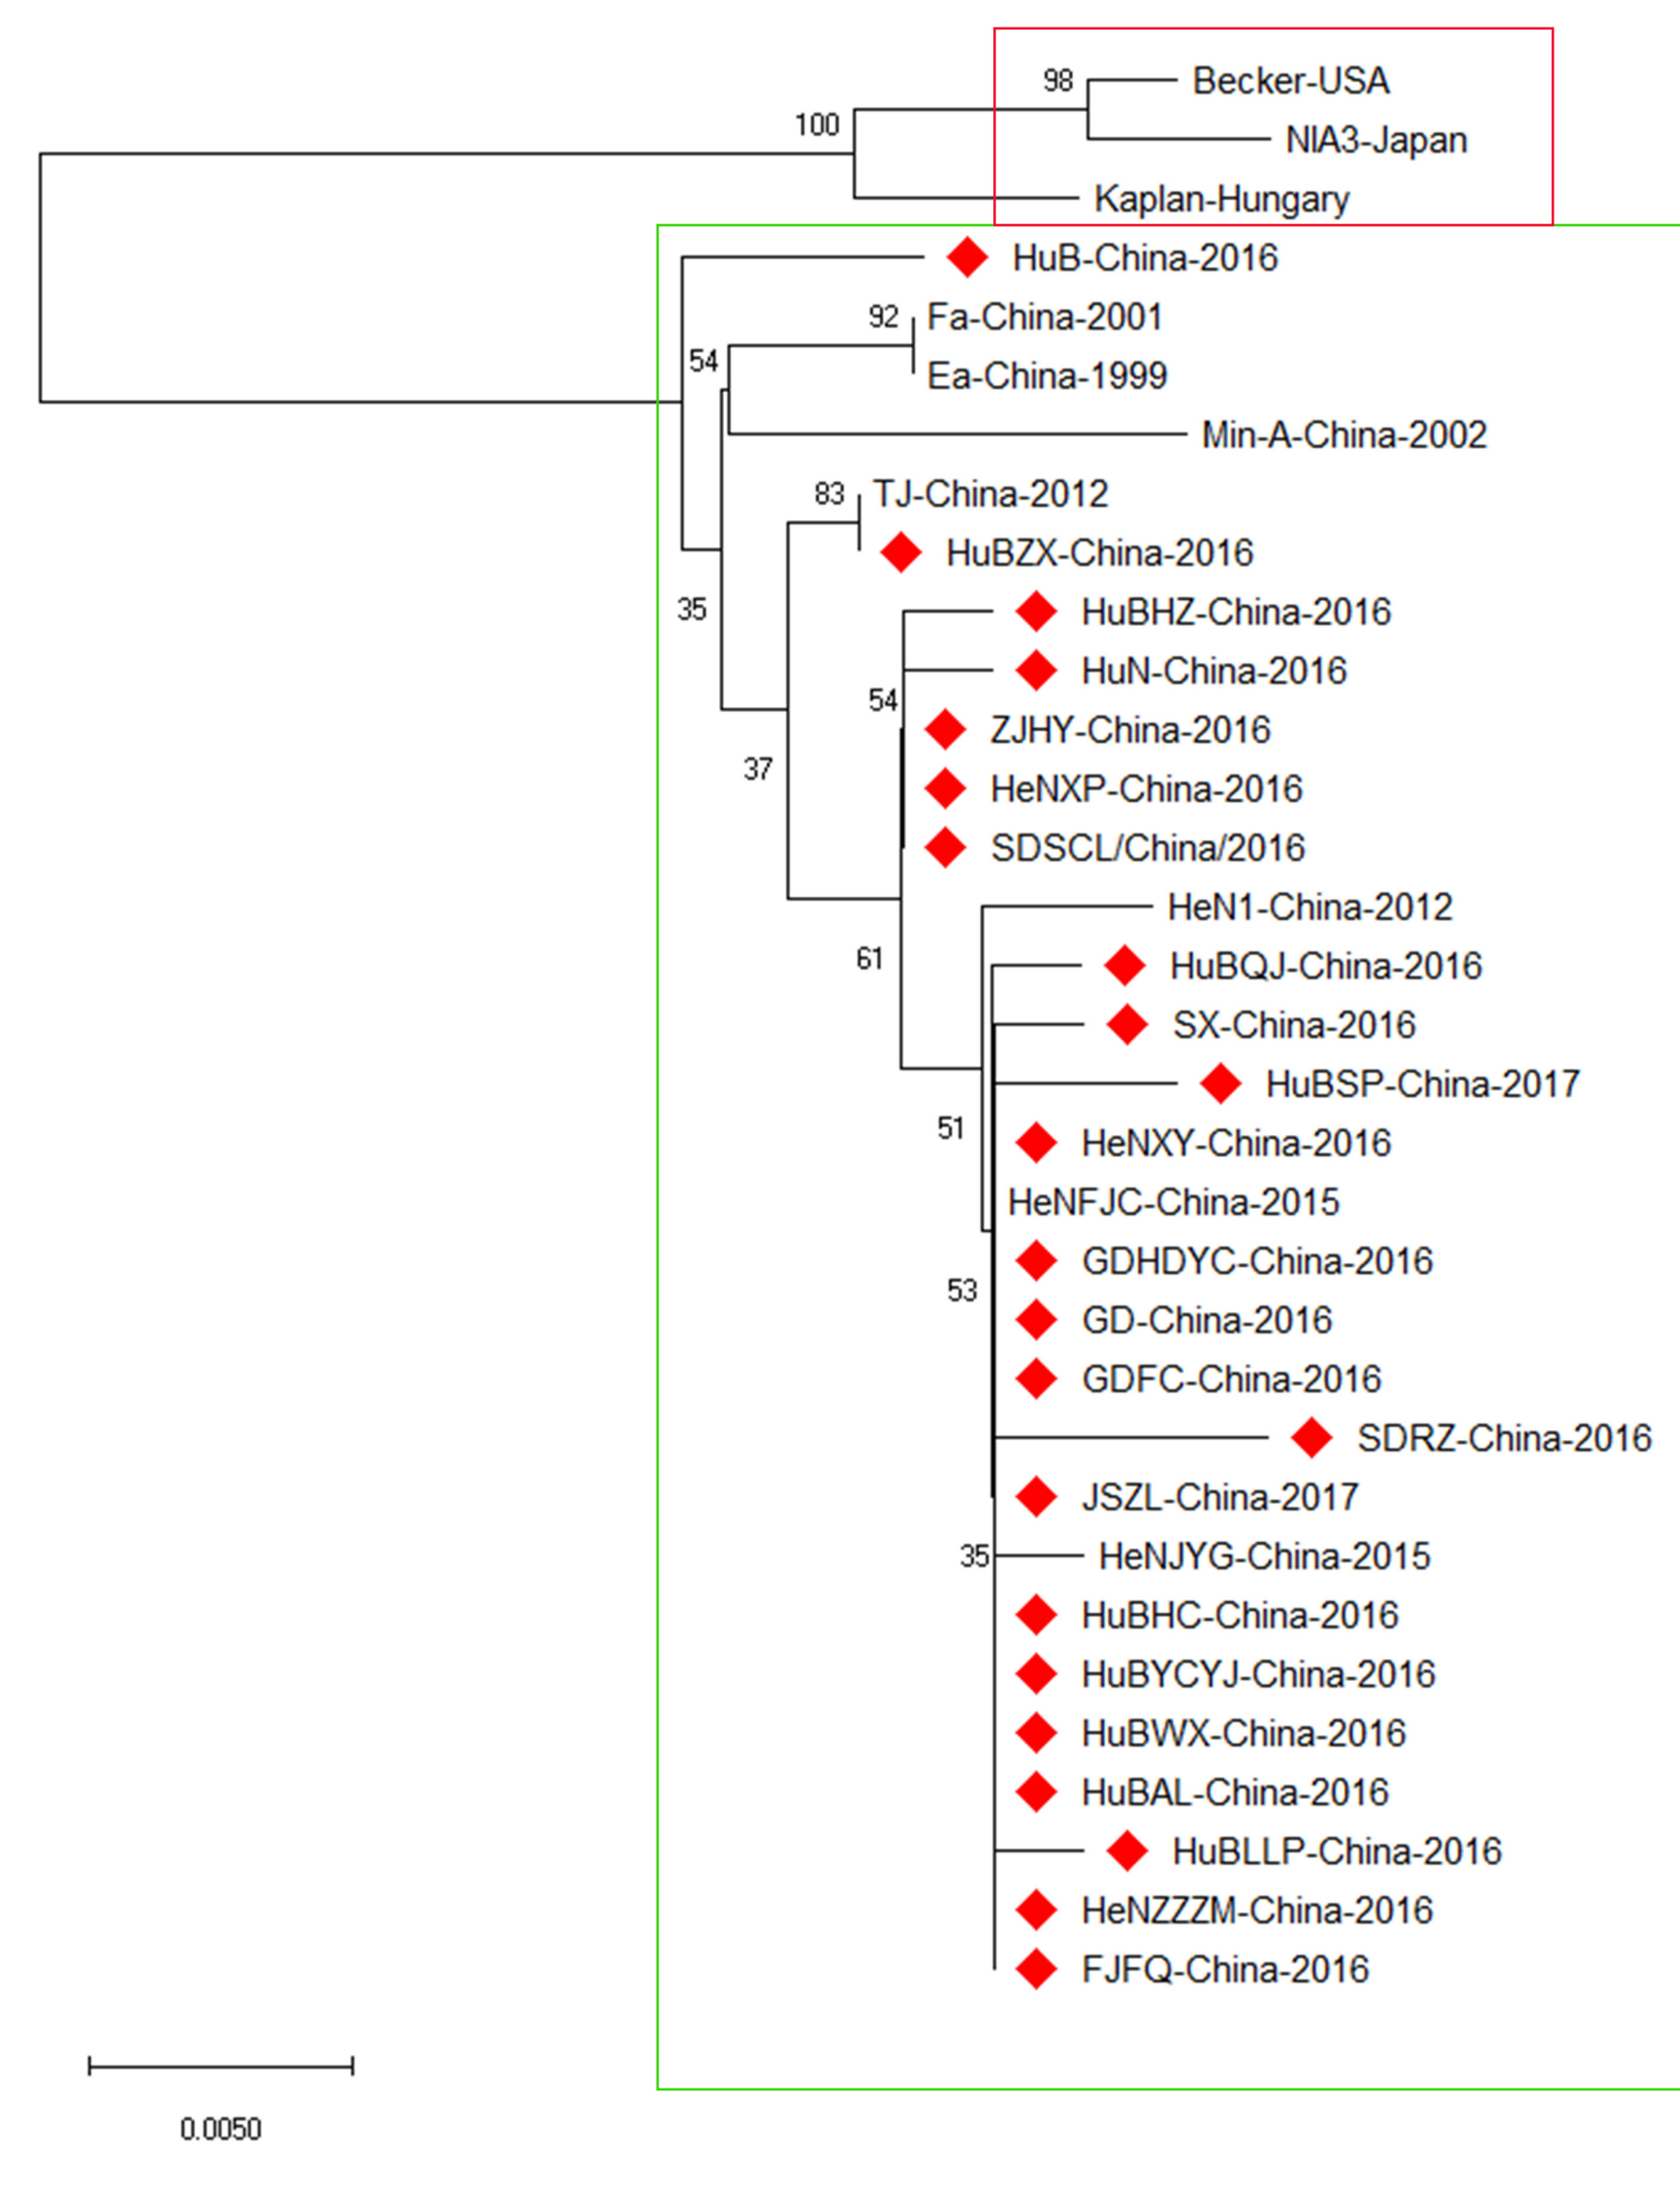 98
Becker-USA
100
NIA3-Japan
Kaplan-Hungary
HuB-China-2016
92
Fa-China-2001
54
Ea-China-1999
Min-A-China-2002
83
TJ-China-2012
HuBZX-China-2016
35
HuBHZ-China-2016
HuN-China-2016
54
ZJHY-China-2016
37
HeNXP-China-2016
SDSCL/China/2016
HeN1-China-2012
61
HuBQJ-China-2016
SX-China-2016
HuBSP-China-2017
51
HeNXY-China-2016
HeNFJC-China-2015
GDHDYC-China-2016
53
GD-China-2016
GDFC-China-2016
SDRZ-China-2016
JSZL-China-2017
35
HeNJYG-China-2015
HuBHC-China-2016
HuBYCYJ-China-2016
HuBWX-China-2016
HuBAL-China-2016
HuBLLP-China-2016
HeNZZZM-China-2016
FJFQ-China-2016
0.0050